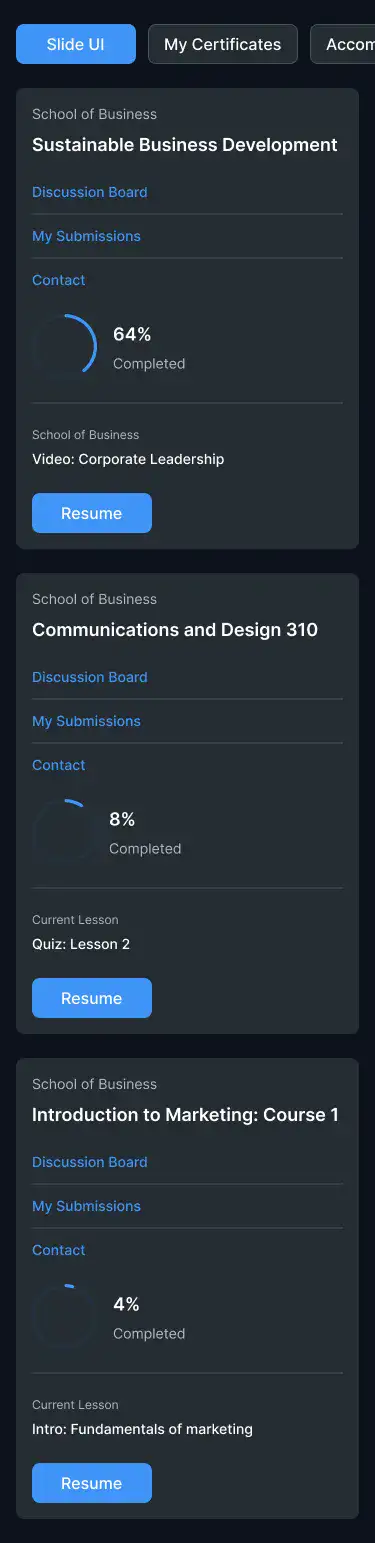 Slide UI
My Certificates
Accom
School of Business
Sustainable Business Development
Discussion Board
My Submissions
Contact
64%
Completed
School of Business
Video: Corporate Leadership
Resume
School of Business
Communications and Design 310
Discussion Board
My Submissions
Contact
8%
Completed
Current Lesson
Quiz: Lesson 2
Resume
School of Business
Introduction to Marketing: Course 1
Discussion Board
My Submissions
Contact
4%
Completed
Current Lesson
Intro: Fundamentals of marketing
Resume